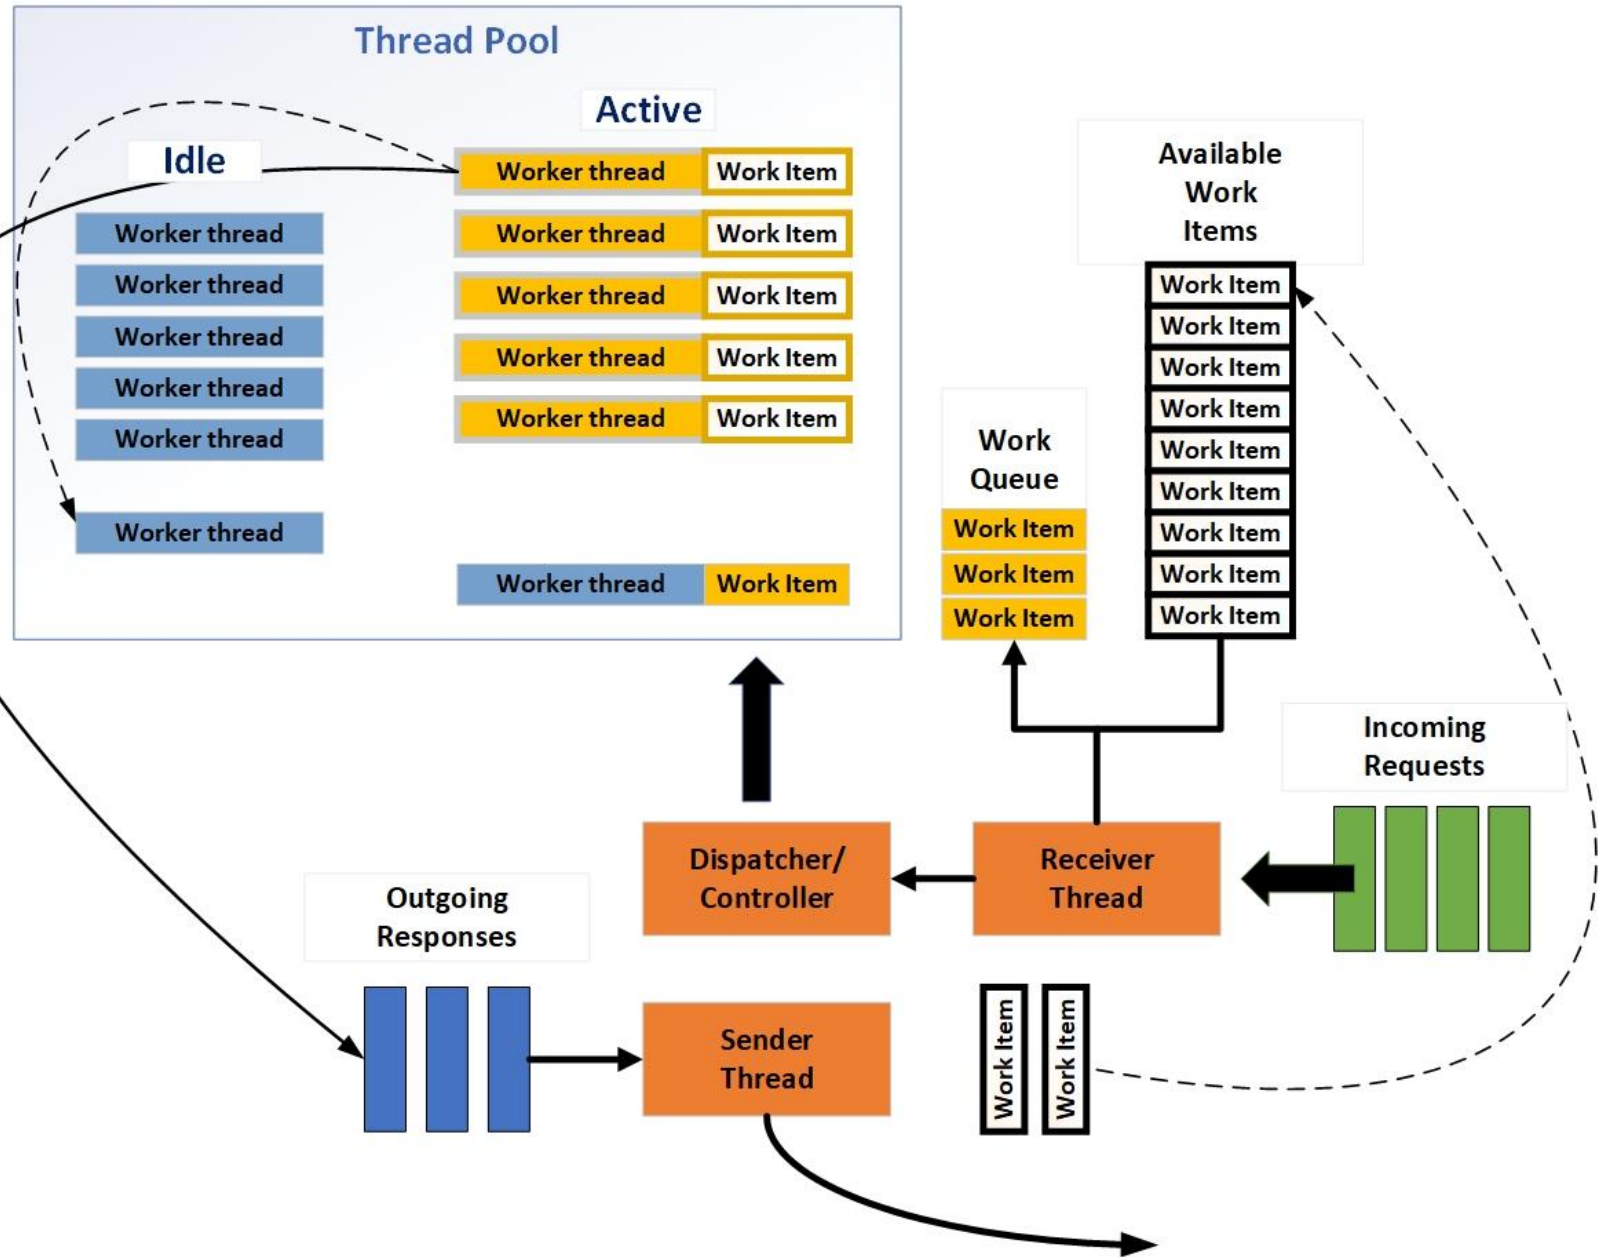 Thread Pool
Active
Idle
Worker thread
Worker thread
Worker thread
Worker thread
Worker thread
Worker thread
Worker thread Work Item
Worker thread Work Item
Worker thread Work Item
Worker thread Work Item
Worker thread Work Item
Worker thread Work Item
Work
Queue
Work Item
Work Item
Work Item
Available
Work
Items
Work Item
Work Item
Work Item
Work Item
Work Item
Work Item
Work Item
Work Item
Work Item
Incoming
Requests
Dispatcher/
Controller
Receiver
Thread
Outgoing
Responses
Sender
Thread
Work Item
Work Item